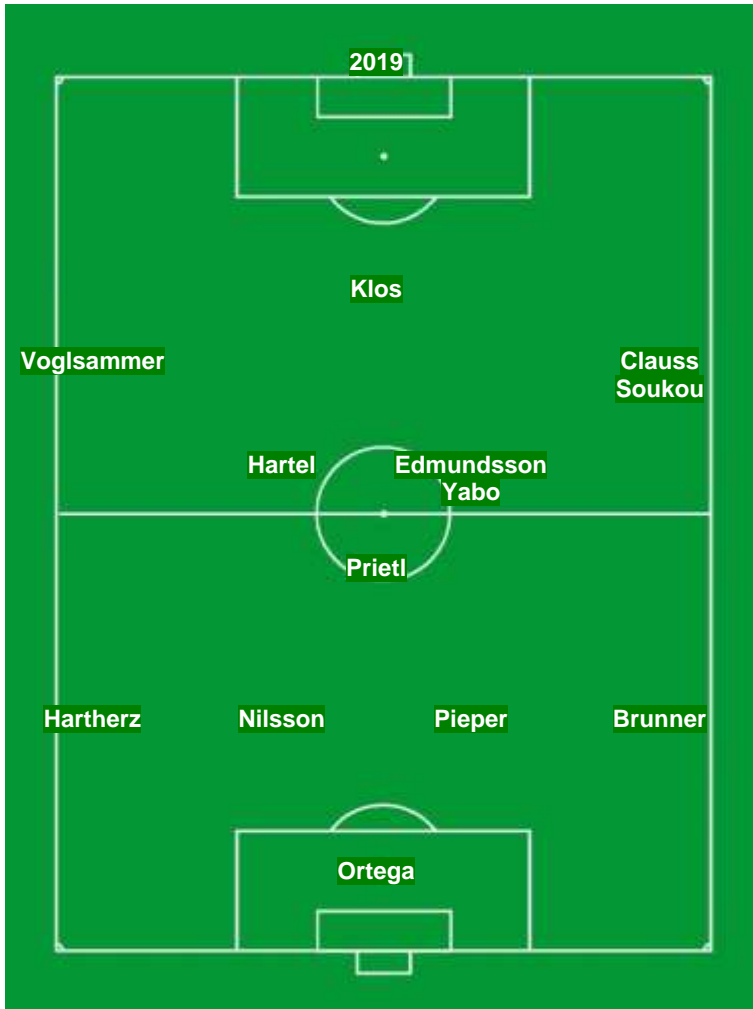 2019
Klos
Voglsammer
Clauss
Soukou
Hartel
Edmundsson
Yabo
Prietl
Hartherz
Nilsson
Pieper
Brunner
Ortega